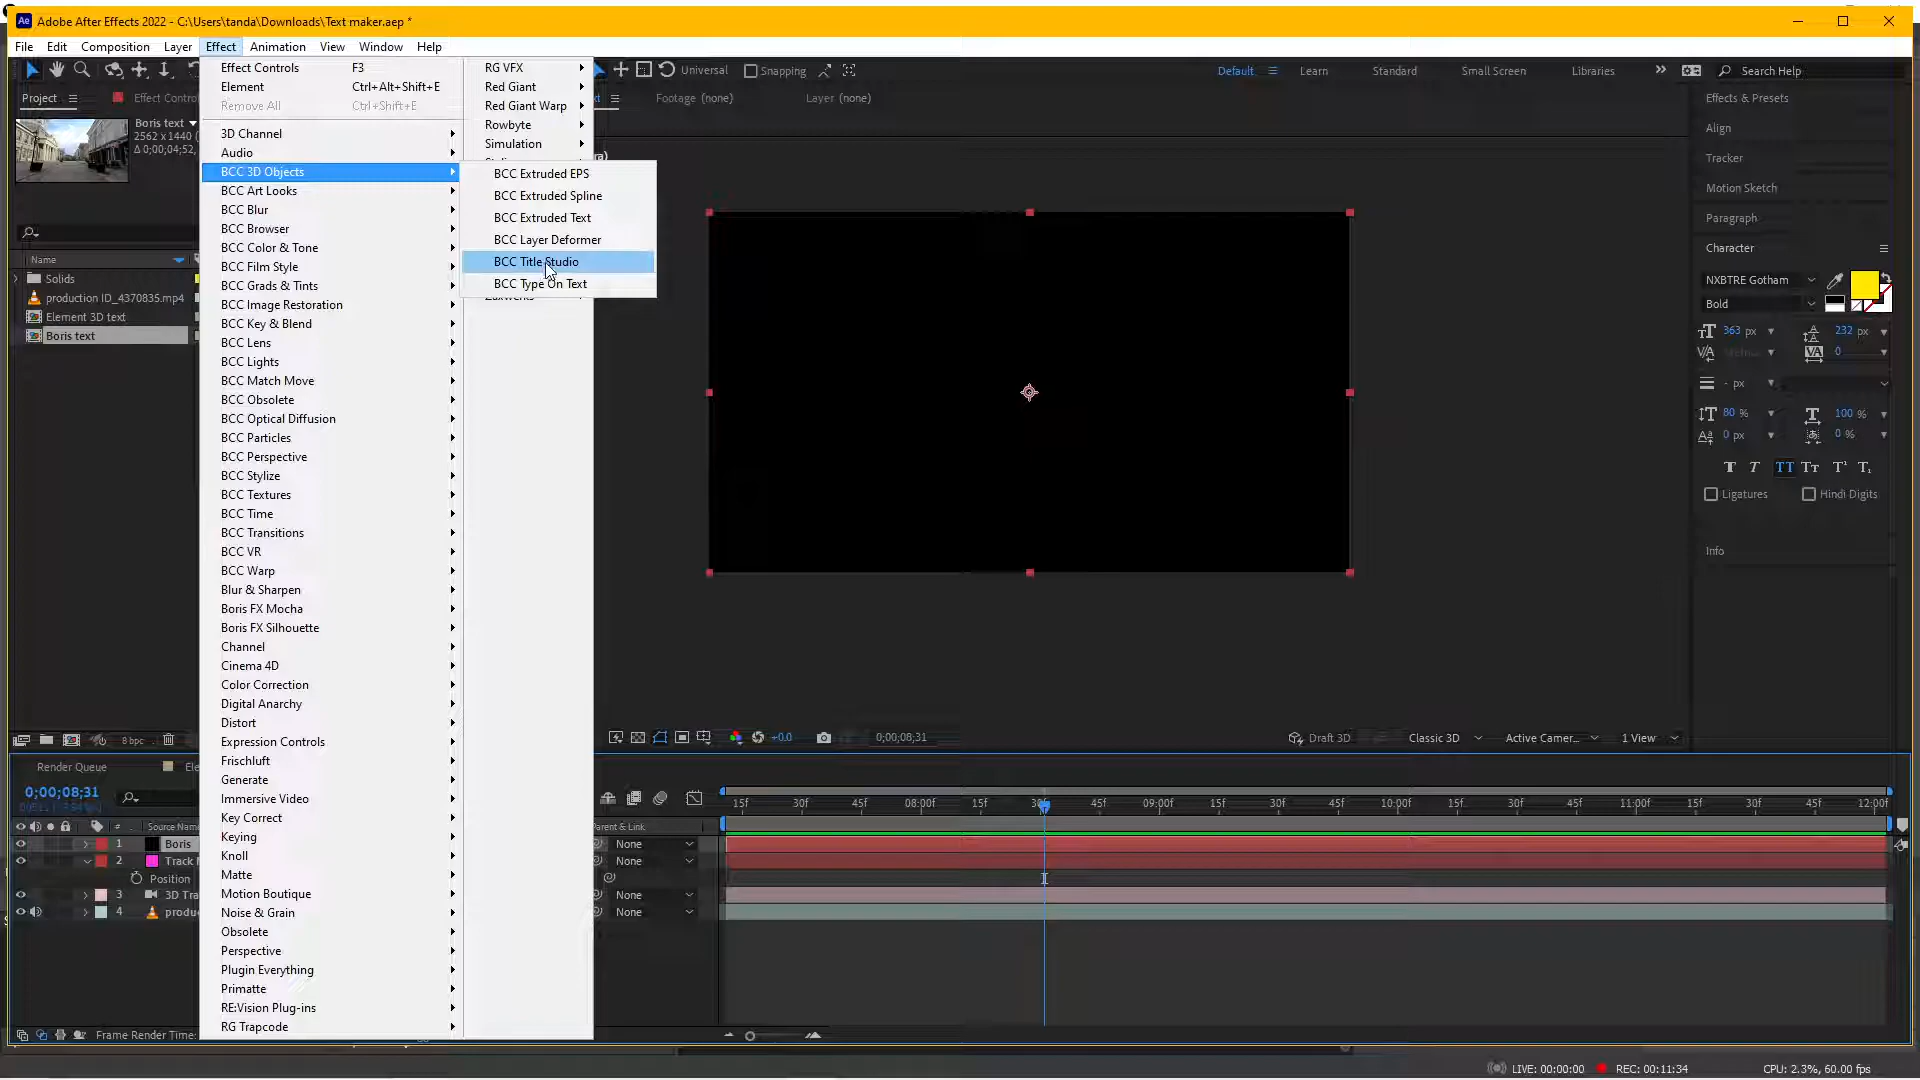 Adobe After Effects 2022 - C:\Users\tanda\Downloads\Text maker.aep *
File Edit Composition Layer Effect Animation View Window Help
Universal Snapping Default Learn Standard Small Screen Libraries Search Help
Project Effect Contro
Footage (none) Layer (none)
Boris text
2562 x 1440
Δ 0;00;04;52,
Name
Solids
production ID_4370835.mp4
Element 3D text
Boris text
8 bpc
Effect Controls F3
Element Ctrl+Alt+Shift+E
Remove All Ctrl+Shift+E
3D Channel
Audio
BCC 3D Objects
BCC Art Looks
BCC Blur
BCC Browser
BCC Color & Tone
BCC Film Style
BCC Grads & Tints
BCC Image Restoration
BCC Key & Blend
BCC Lens
BCC Lights
BCC Match Move
BCC Obsolete
BCC Optical Diffusion
BCC Particles
BCC Perspective
BCC Stylize
BCC Textures
BCC Time
BCC Transitions
BCC VR
BCC Warp
Blur & Sharpen
Boris FX Mocha
Boris FX Silhouette
Channel
Cinema 4D
Color Correction
Digital Anarchy
Distort
Expression Controls
Frischluft
Generate
Immersive Video
Key Correct
Keying
Knoll
Matte
Motion Boutique
Noise & Grain
Obsolete
Perspective
Plugin Everything
Primatte
RE:Vision Plug-ins
RG Trapcode
RG VFX
Red Giant
Red Giant Warp
Rowbyte
Simulation
BCC Extruded EPS
BCC Extruded Spline
BCC Extruded Text
BCC Layer Deformer
BCC Title Studio
BCC Type On Text
Effects & Presets
Align
Tracker
Motion Sketch
Paragraph
Character
NXBTRE Gotham
Bold
363 px 232 px
0
- px
80 % 100 %
0 px 0 %
Ligatures Hindi Digits
Info
+0.0 0;00;08;31 Draft 3D Classic 3D Active Camer... 1 View
Render Queue Ele
0;00;08;31
15f 30f 45f 08:00f 15f 30f 45f 09:00f 15f 30f 45f 10:00f 15f 30f 45f 11:00f 15f 30f 45f 12:00f
# Source Name Parent & Link
1 Boris None
2 Track None
Position
3 3D Tra None
4 produ None
Frame Render Time:
LIVE: 00:00:00 REC: 00:11:34 CPU: 2.3%, 60.00 fps